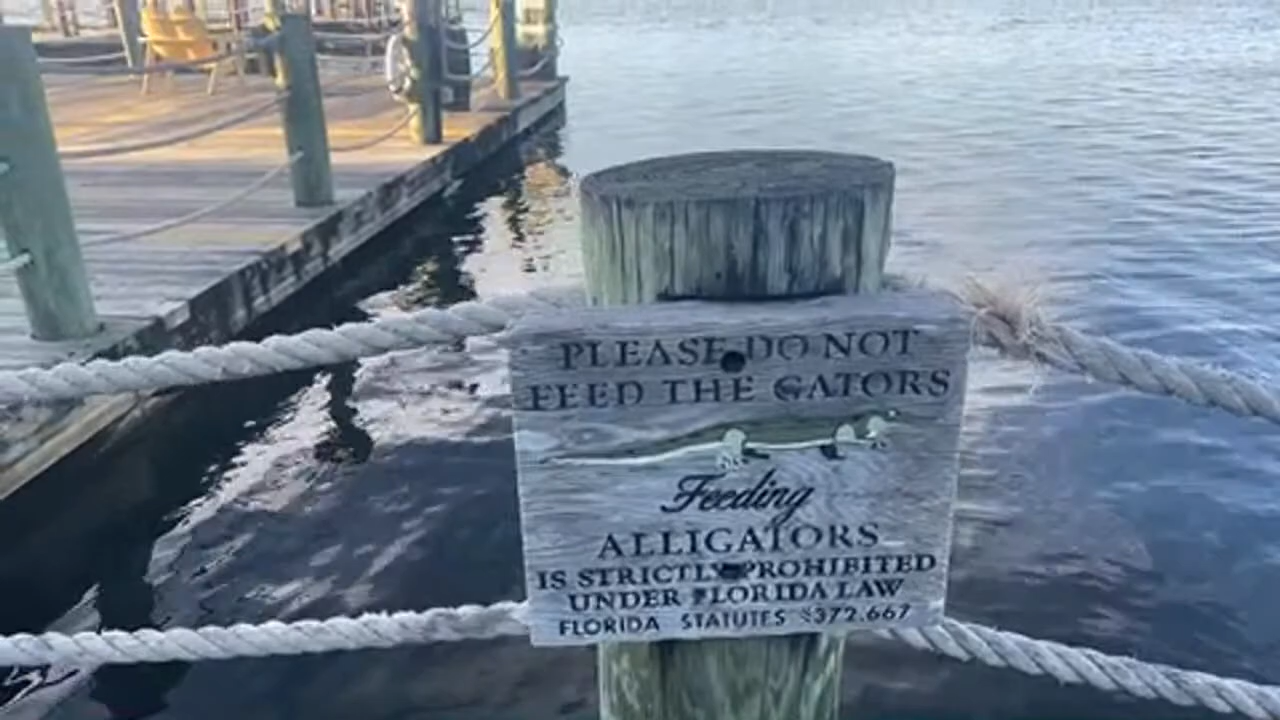 PLEASE DO NOT
FEED THE GATORS
Feeding
ALLIGATORS
IS STRICTLY PROHIBITED
UNDER FLORIDA LAW
FLORIDA STATUTES §372.667